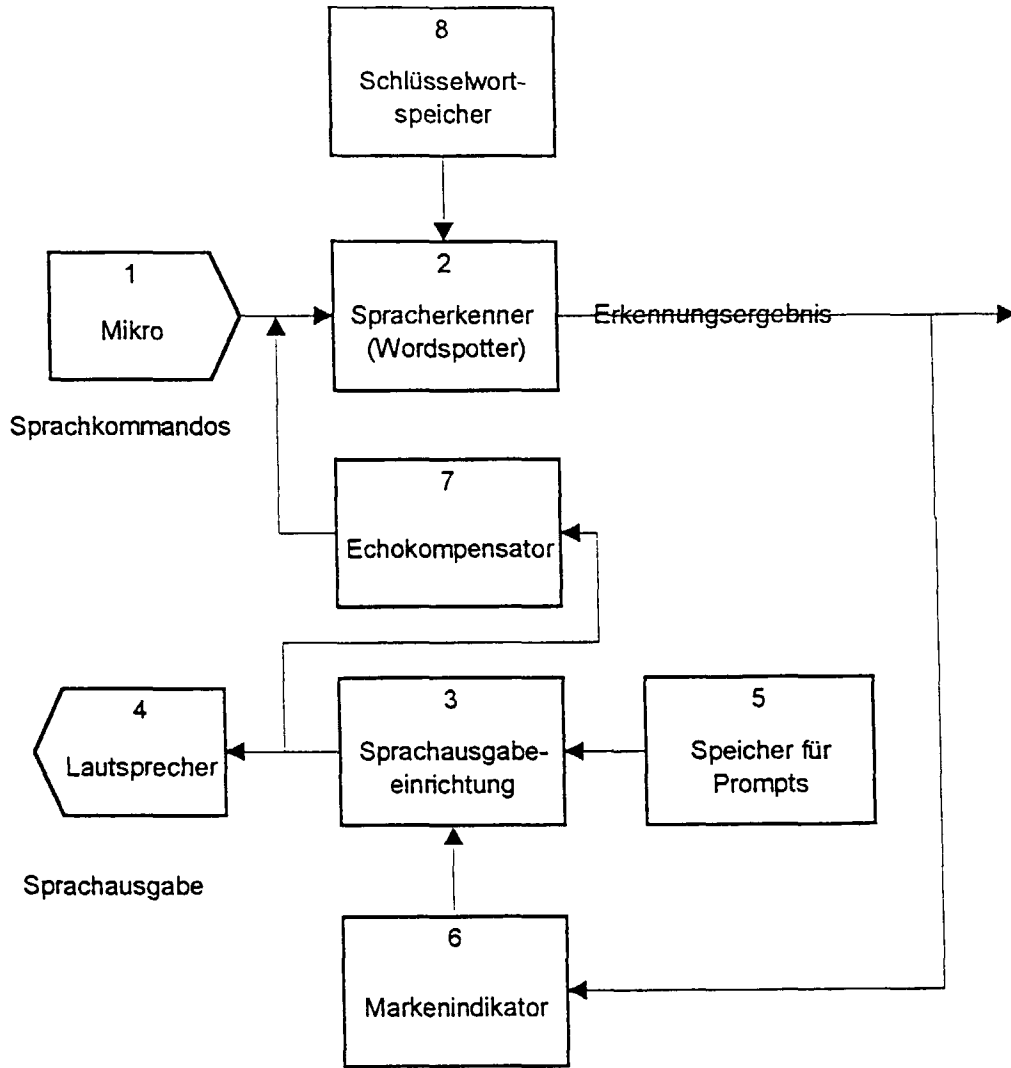 8
Schlüsselwort-
speicher
1
Mikro
2
Spracherkenner
(Wordspotter)
Erkennungsergebnis
Sprachkommandos
7
Echokompensator
4
Lautsprecher
3
Sprachausgabe-
einrichtung
5
Speicher für
Prompts
Sprachausgabe
6
Markenindikator